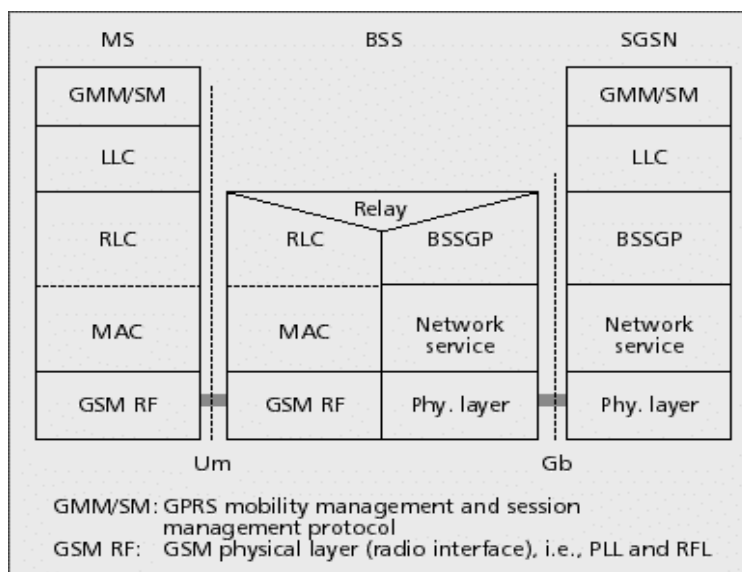 MS BSS SGSN
GMM/SM GMM/SM
LLC LLC
Relay
RLC RLC BSSGP BSSGP
MAC MAC Network service Network service
GSM RF GSM RF Phy. layer Phy. layer
Um Gb
GMM/SM: GPRS mobility management and session
management protocol
GSM RF: GSM physical layer (radio interface), i.e., PLL and RFL